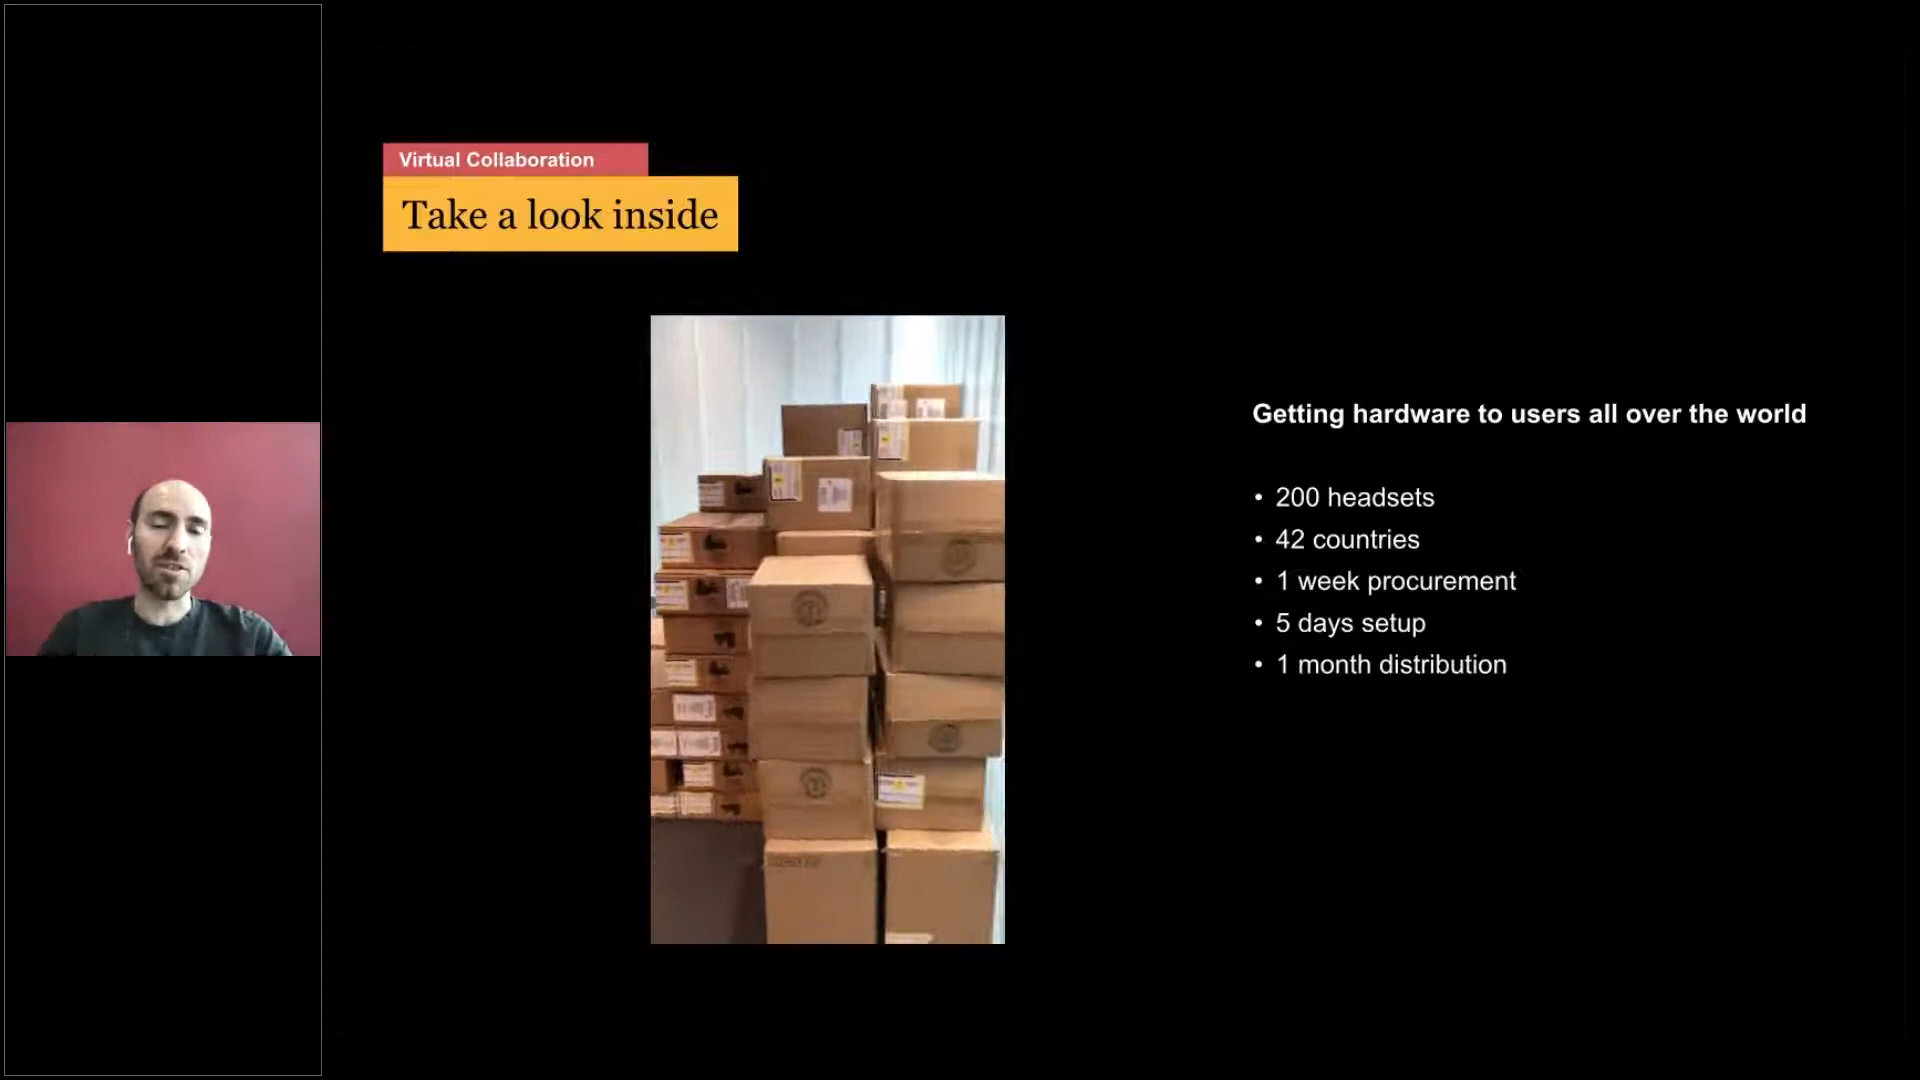 Virtual Collaboration
Take a look inside
Getting hardware to users all over the world
• 200 headsets
• 42 countries
• 1 week procurement
• 5 days setup
• 1 month distribution